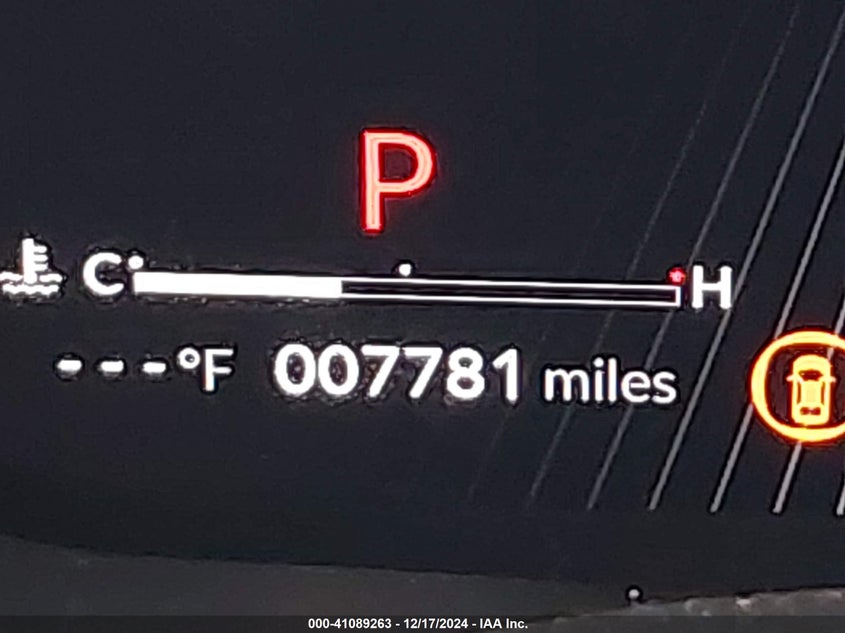 P
C H
---°F 007781 miles
000-41089263 - 12/17/2024 - IAA Inc.